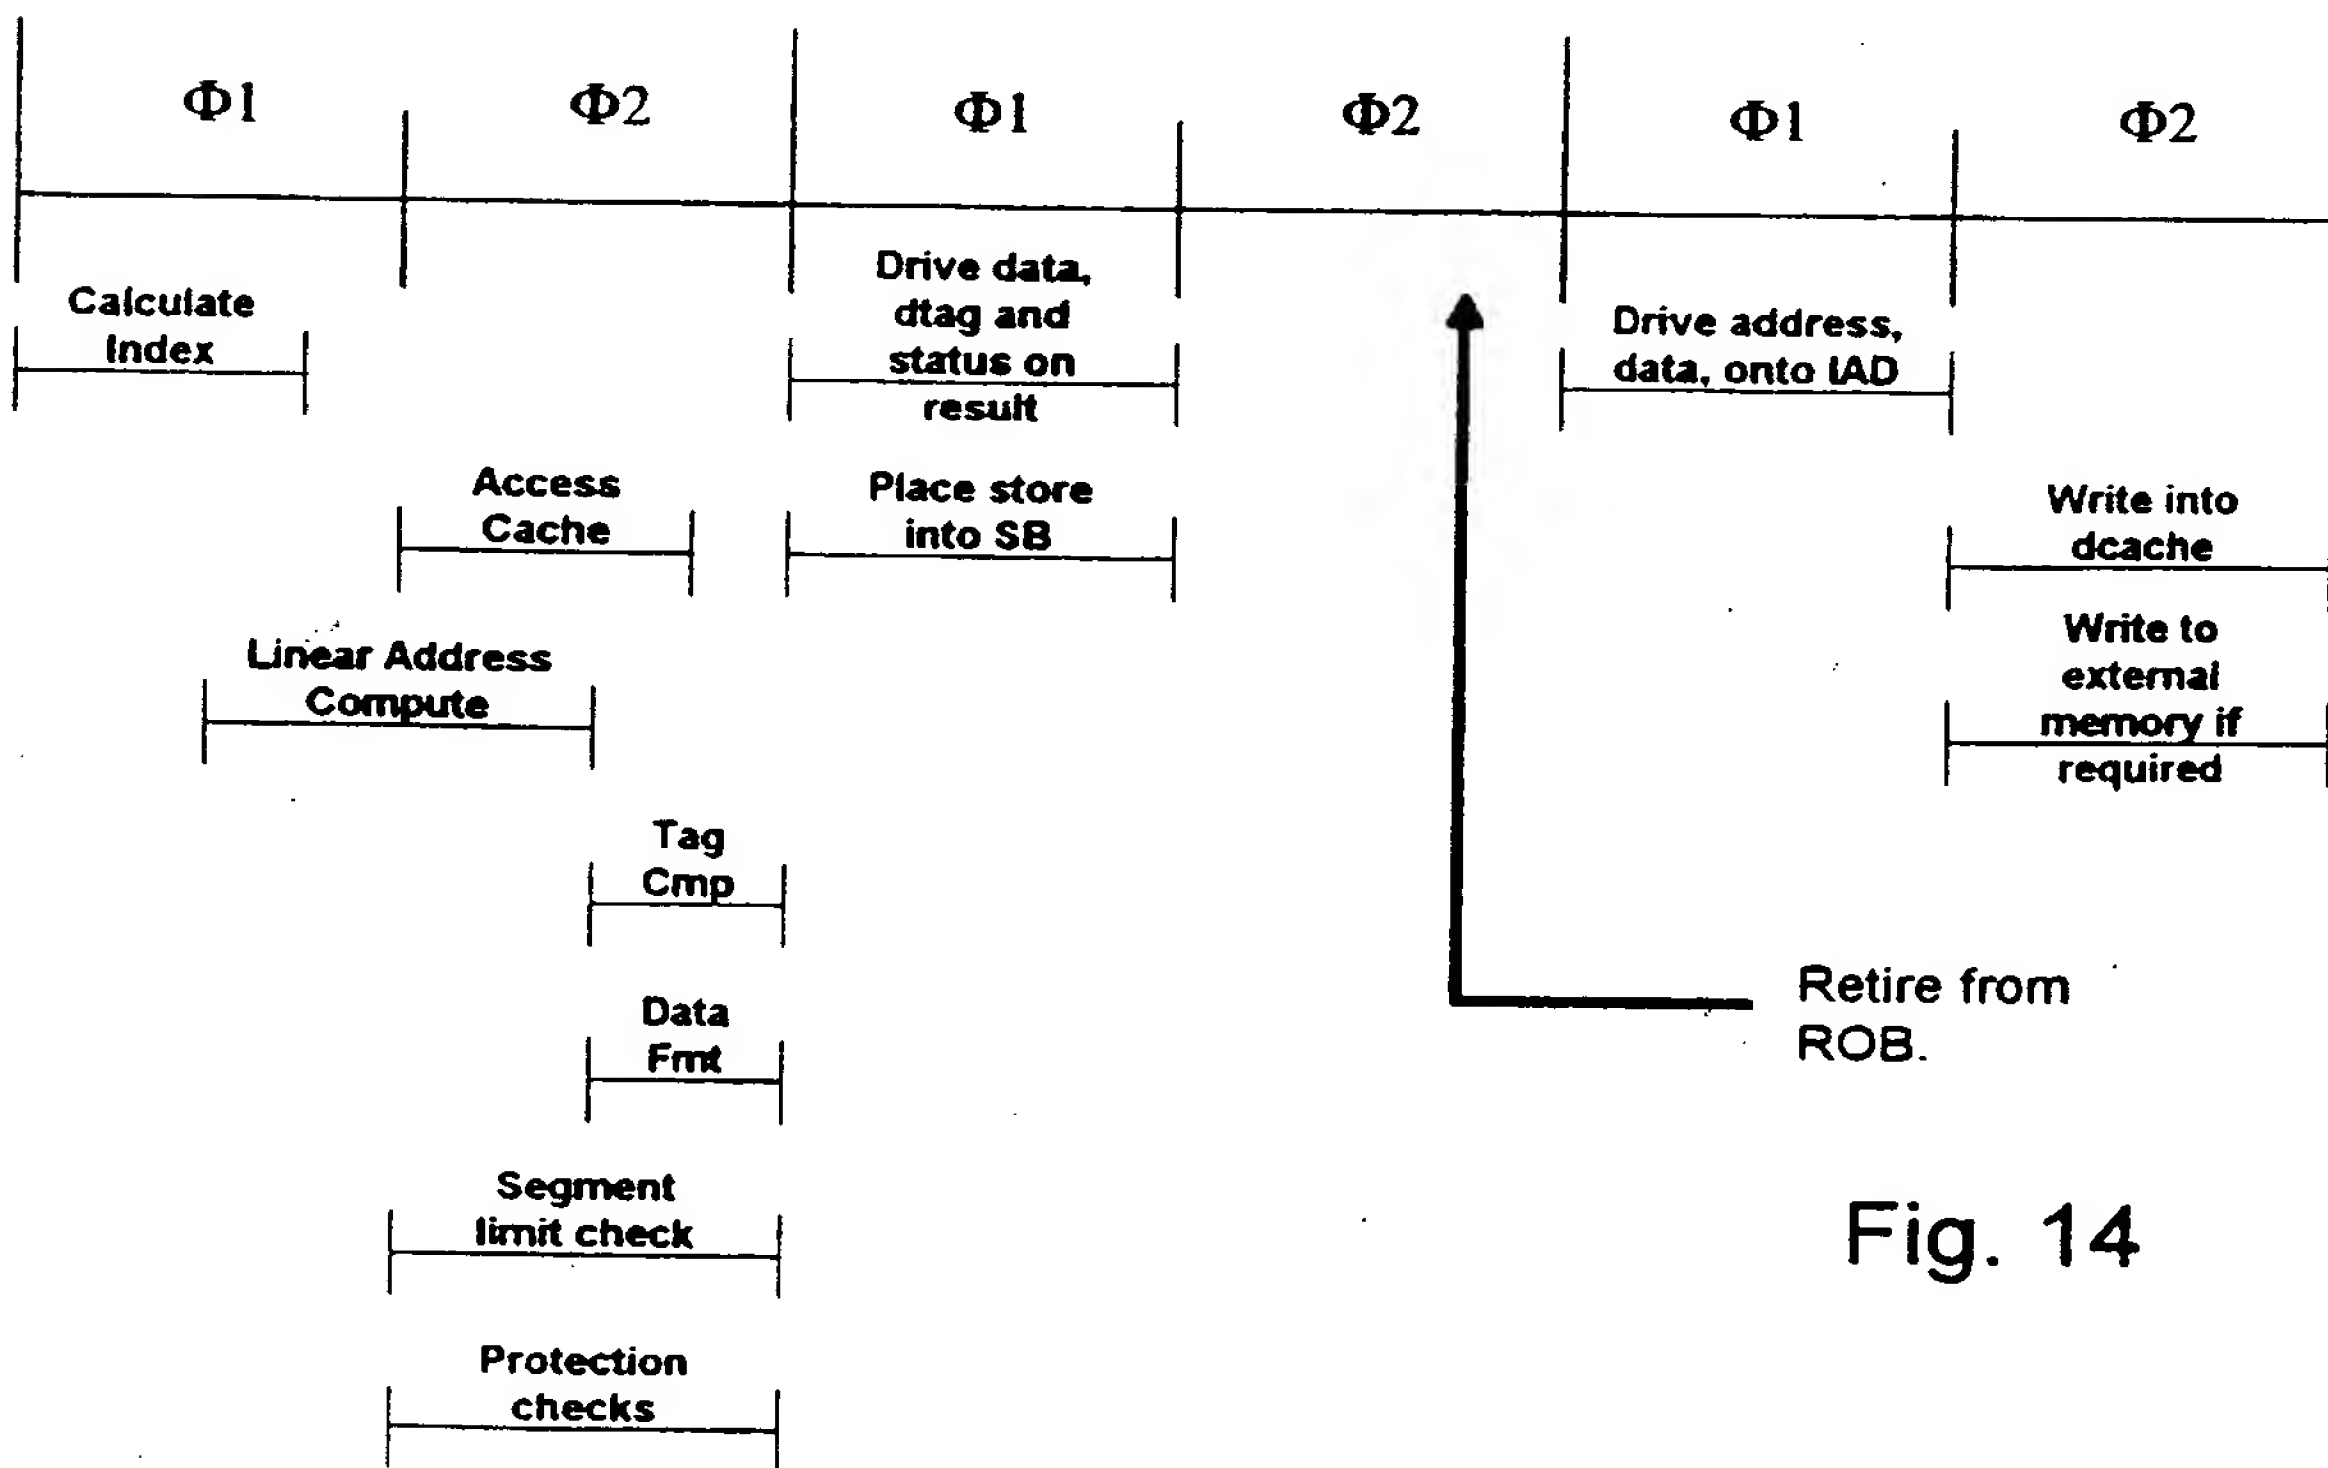 Φ1
Φ2
Φ1
Φ2
Φ1
Φ2
Calculate
Index
Drive data,
dtag and
status on
result
Drive address,
data, onto IAD
Access
Cache
Place store
into SB
Write into
dcache
Linear Address
Compute
Write to
external
memory if
required
Tag
Cmp
Data
Fmt
Retire from
ROB.
Segment
limit check
Protection
checks
Fig. 14